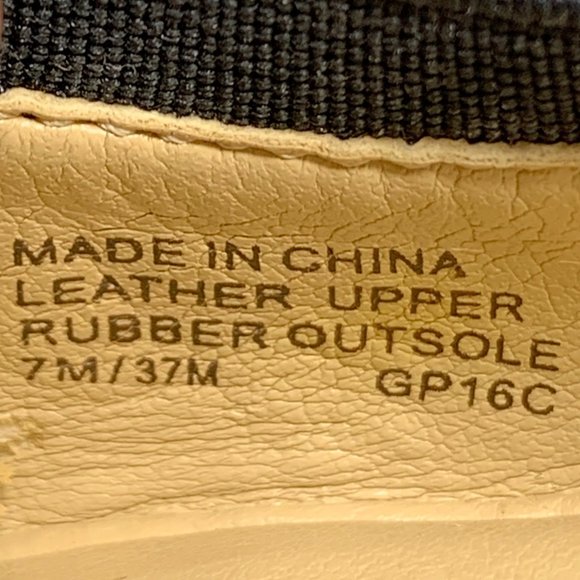 MADE IN CHINA
LEATHER UPPER
RUBBER OUTSOLE
7M/37M GP16C